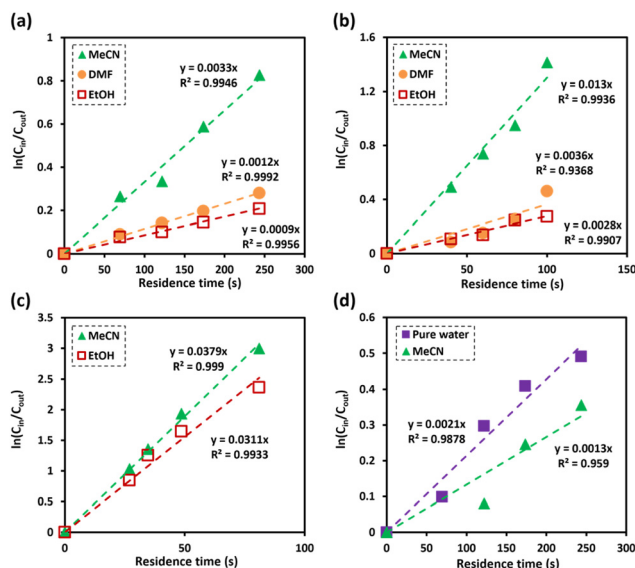 (a)
MeCN
DMF
EtOH
y = 0.0033x
R² = 0.9946
y = 0.0012x
R² = 0.9992
y = 0.0009x
R² = 0.9956
ln(Cin/Cout)
1
0.8
0.6
0.4
0.2
0
0 50 100 150 200 250 300
Residence time (s)
(b)
MeCN
DMF
EtOH
y = 0.013x
R² = 0.9936
y = 0.0036x
R² = 0.9368
y = 0.0028x
R² = 0.9907
ln(Cin/Cout)
1.6
1.2
0.8
0.4
0
0 50 100 150
Residence time (s)
(c)
MeCN
EtOH
y = 0.0379x
R² = 0.999
y = 0.0311x
R² = 0.9933
ln(Cin/Cout)
3.5
3
2.5
2
1.5
1
0.5
0
0 50 100
Residence time (s)
(d)
Pure water
MeCN
y = 0.0021x
R² = 0.9878
y = 0.0013x
R² = 0.959
ln(Cin/Cout)
0.6
0.5
0.4
0.3
0.2
0.1
0
0 50 100 150 200 250 300
Residence time (s)